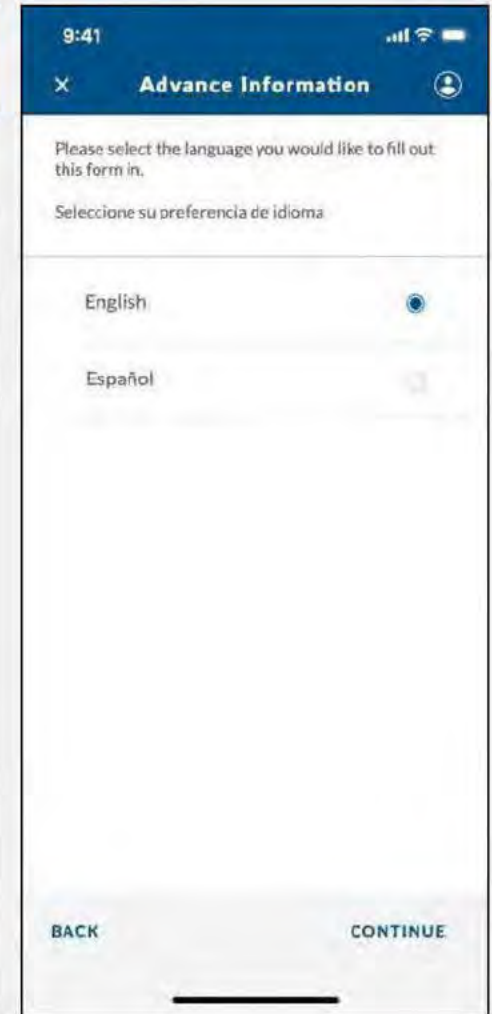 9:41
Advance Information
Please select the language you would like to fill out
this form in.
Seleccione su preferencia de idioma
English
Español
BACK
CONTINUE